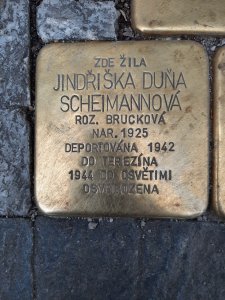 ZDE ŽILA
JINDŘIŠKA DUŇA
SCHEIMANNOVÁ
ROZ. BRUCKOVÁ
NAR. 1925
DEPORTOVÁNA 1942
DO TEREZÍNA
1944 DO OSVĚTIMI
OSVOBOZENA